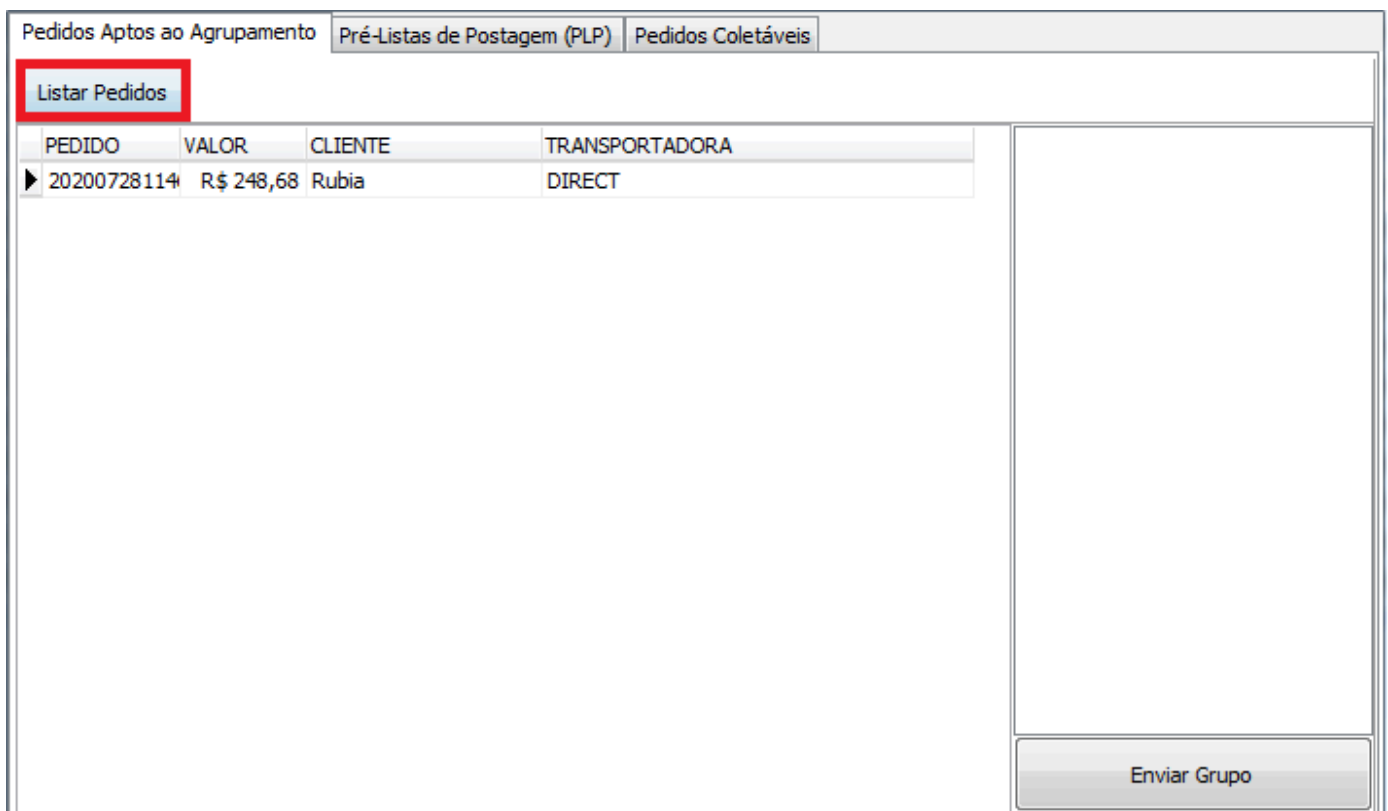 Pedidos Aptos ao Agrupamento Pré-Listas de Postagem (PLP) Pedidos Coletáveis
Listar Pedidos
PEDIDO VALOR CLIENTE TRANSPORTADORA
R$ 248,68 Rubia DIRECT
Enviar Grupo